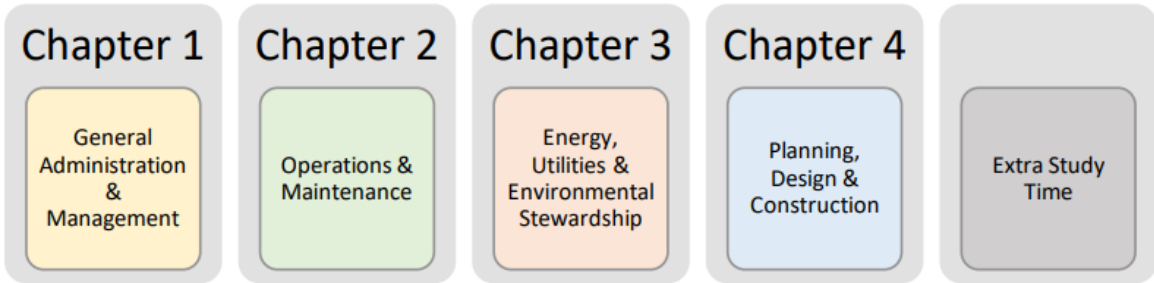 Chapter 1
General
Administration
&
Management
Chapter 2
Operations &
Maintenance
Chapter 3
Energy,
Utilities &
Environmental
Stewardship
Chapter 4
Planning,
Design &
Construction
Extra Study
Time